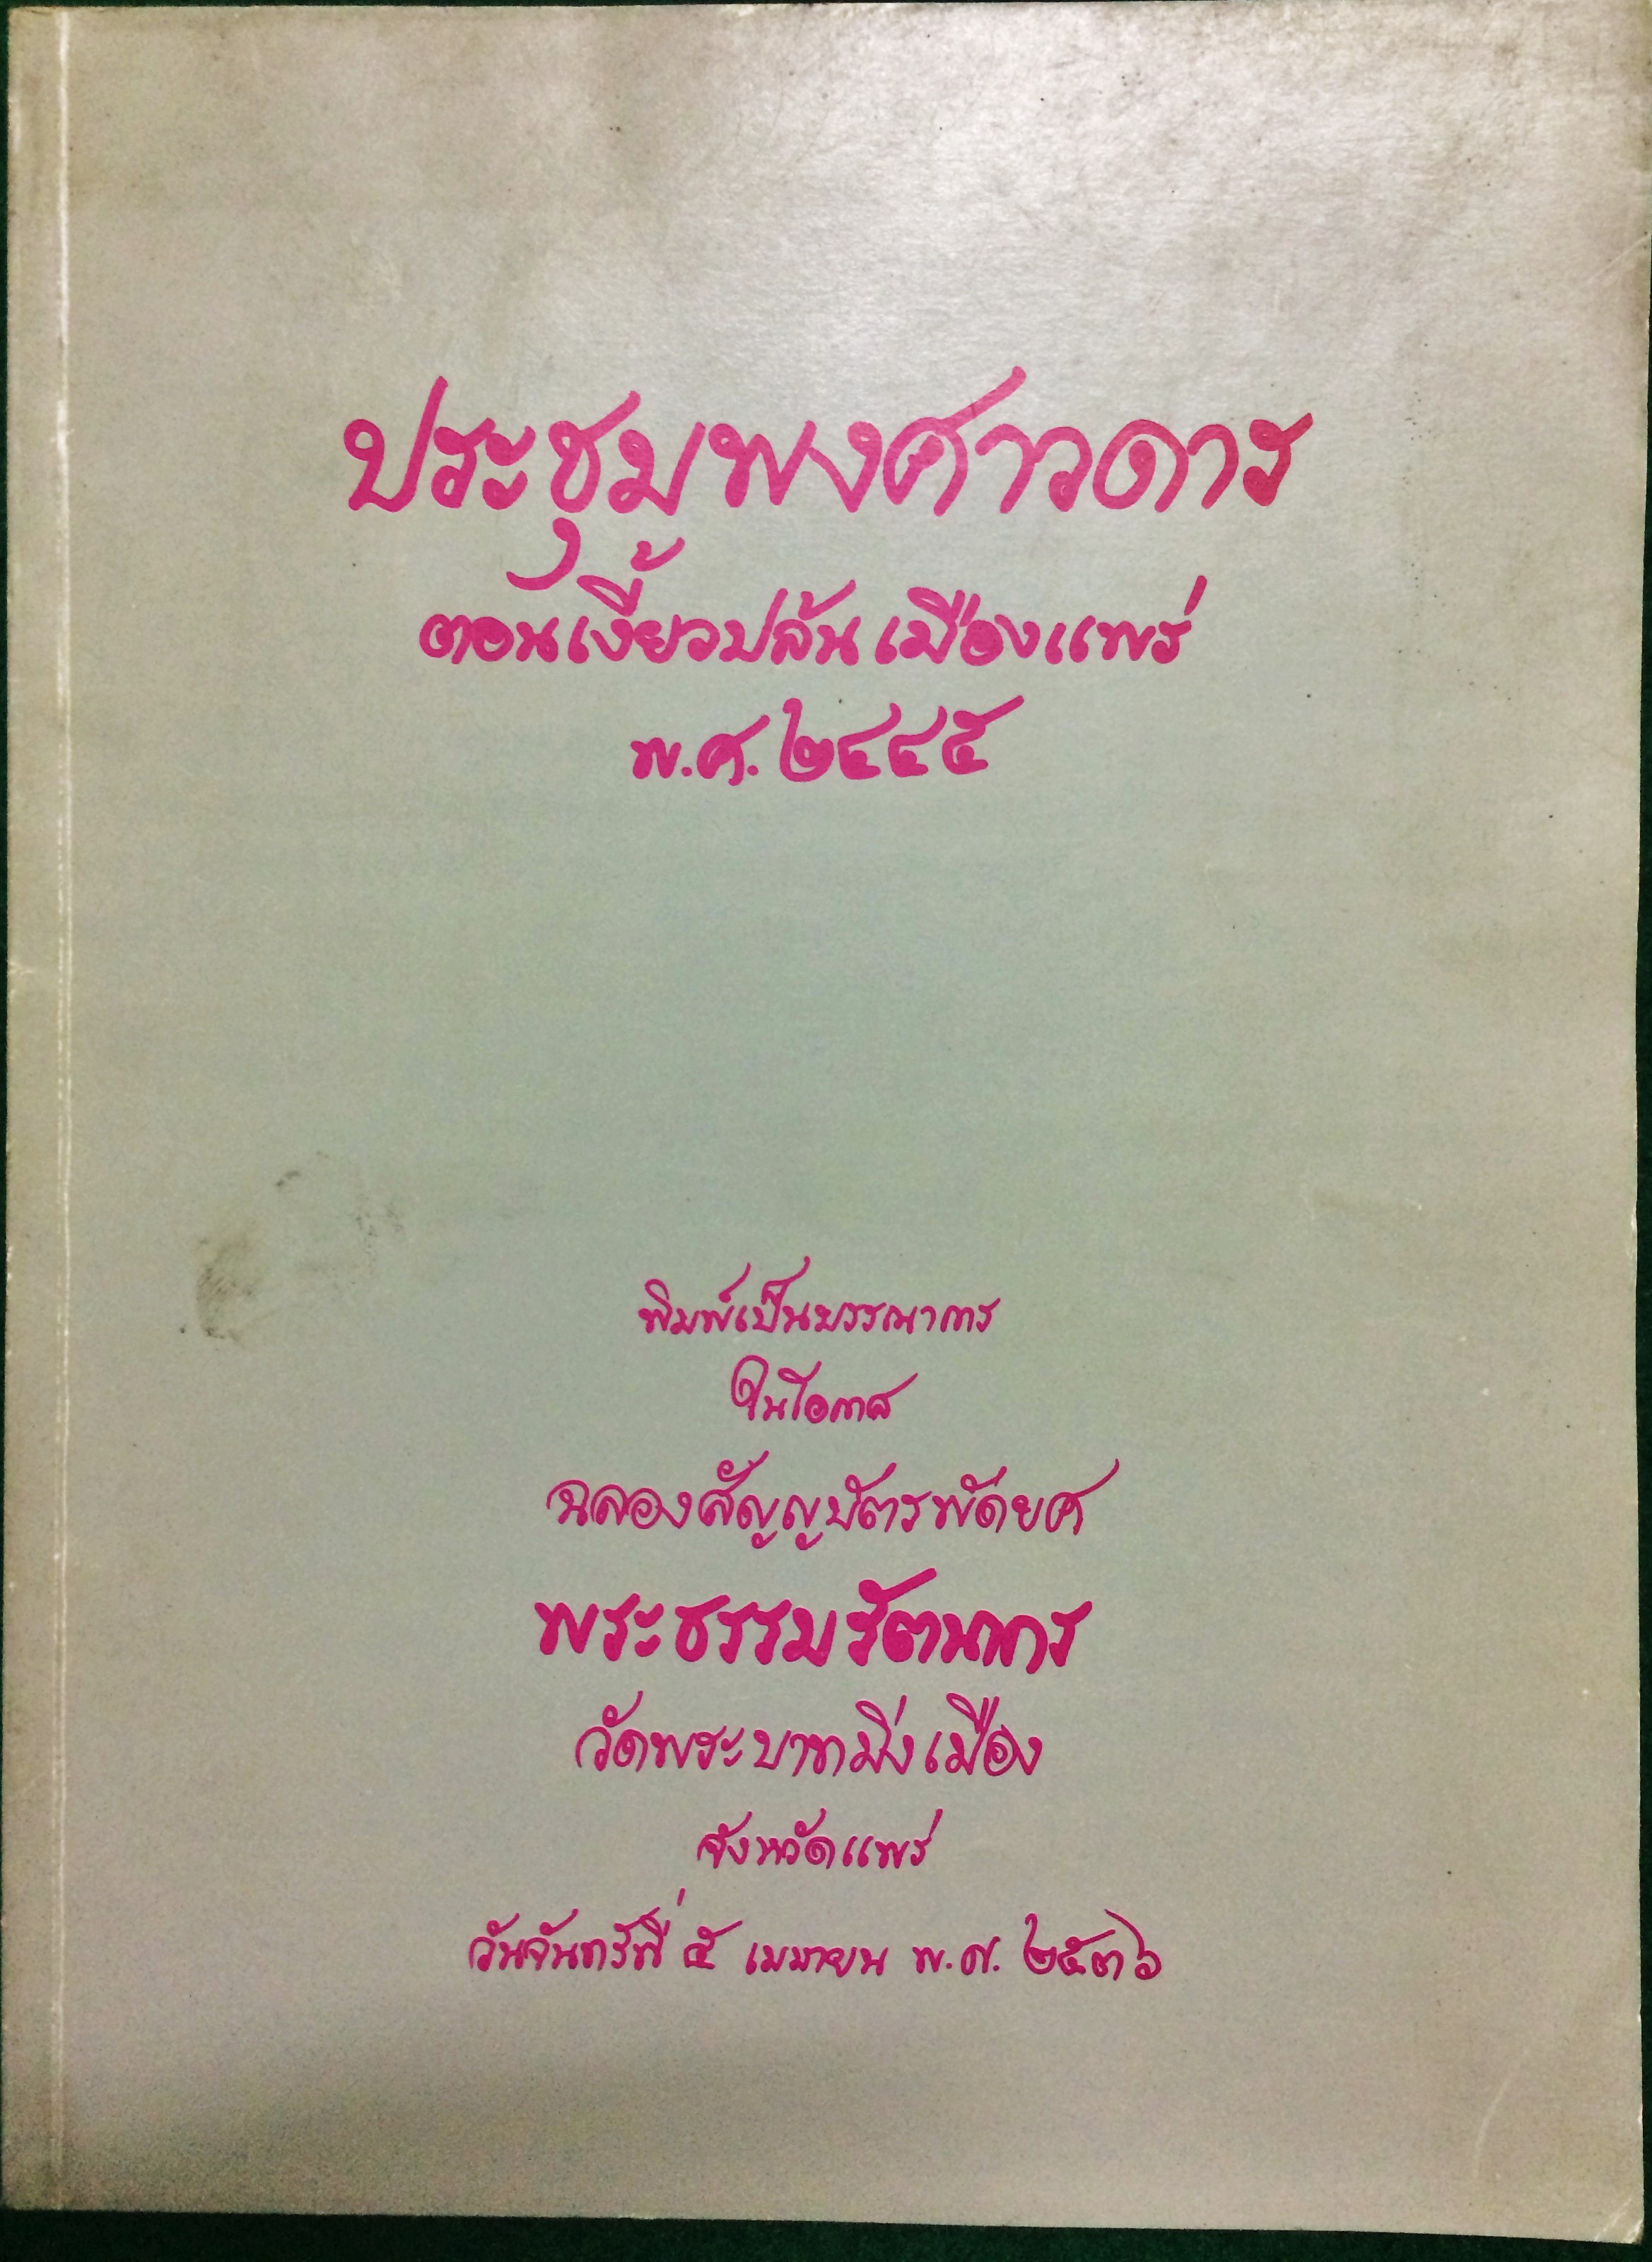 ประชุมพงศาวดาร
ตอนเงี้ยวปล้นเมืองแพร่
พ.ศ. ๒๔๔๕
พิมพ์เป็นบรรณาการ
ในโอกาส
ฉลองสัญญบัตรพัดยศ
พระธรรมรัตนากร
วัดพระบาทมิ่งเมือง
จังหวัดแพร่
วันจันทร์ที่ ๕ เมษายน พ.ศ. ๒๕๓๖